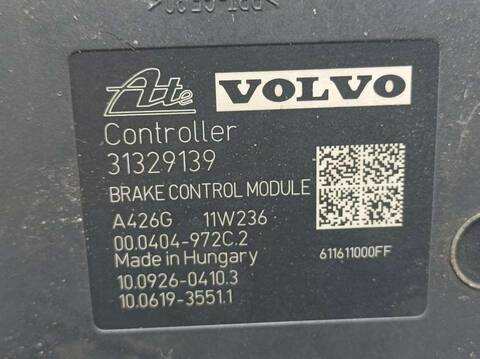 Ate VOLVO
Controller
31329139
BRAKE CONTROL MODULE
A426G 11W236
00.0404-972C.2
Made in Hungary
611611000FF
10.0926-0410.3
10.0619-3551.1